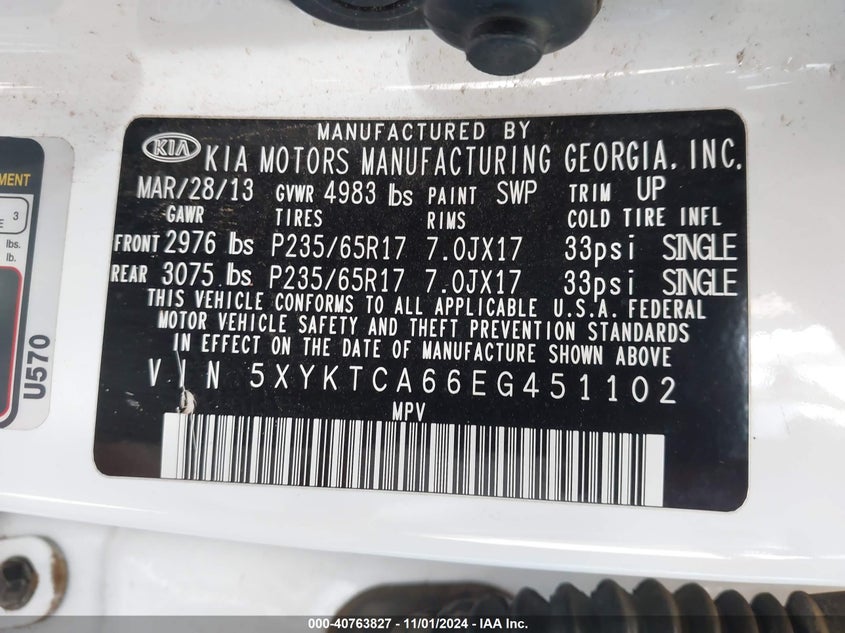 MANUFACTURED BY
KIA KIA MOTORS MANUFACTURING GEORGIA, INC.
MAR/28/13 GVWR 4983 lbs PAINT SWP TRIM UP
GAWR TIRES RIMS COLD TIRE INFL
FRONT 2976 lbs P235/65R17 7.0JX17 33psi SINGLE
REAR 3075 lbs P235/65R17 7.0JX17 33psi SINGLE
THIS VEHICLE CONFORMS TO ALL APPLICABLE U.S.A. FEDERAL
MOTOR VEHICLE SAFETY AND THEFT PREVENTION STANDARDS
IN EFFECT ON THE DATE OF MANUFACTURE SHOWN ABOVE
VIN 5XYKTCA66EG451102
MPV
3
lbs.
lb.
U570
000-40763827 - 11/01/2024 - IAA Inc.